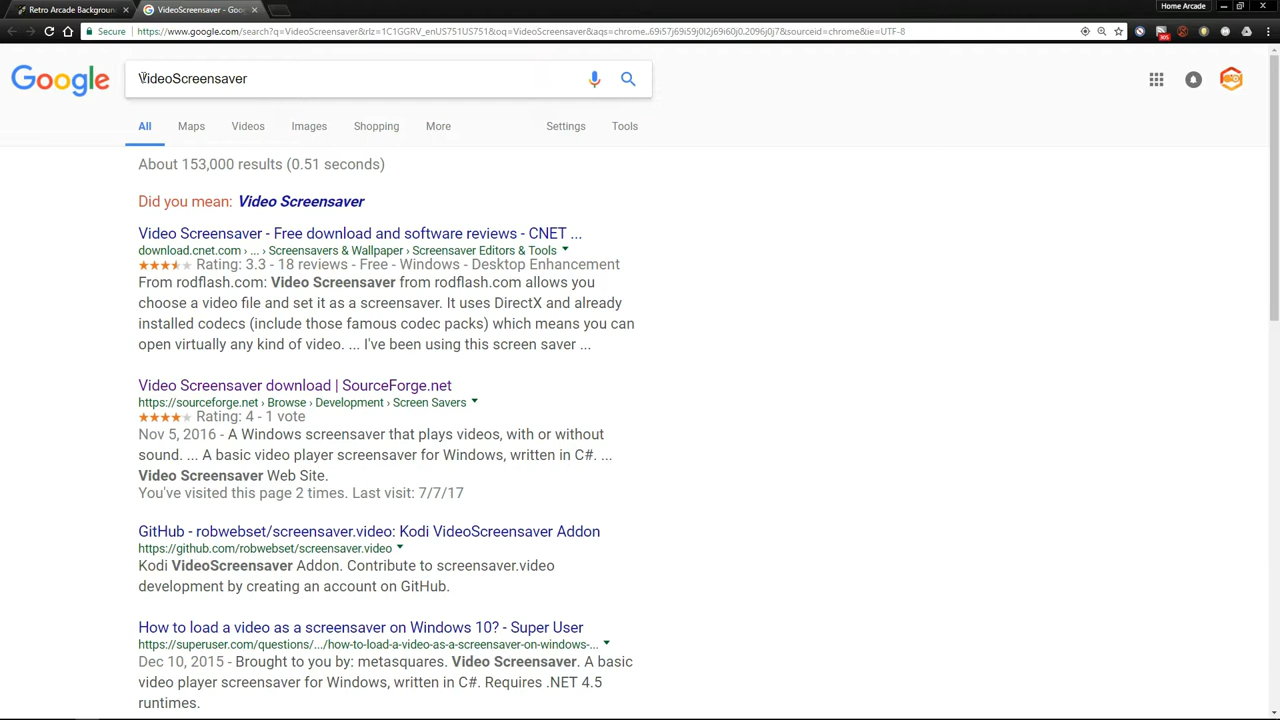 Retro Arcade Backgroun
VideoScreensaver - Goo
Home Arcade
Secure
https://www.google.com/search?q=VideoScreensaver&rlz=1C1GGRV_enUS751US751&oq=VideoScreensaver&aqs=chrome..69i57j69i59j0l2j69i60j0.2096j0j7&sourceid=chrome&ie=UTF-8
Google
VideoScreensaver
All Maps Videos Images Shopping More Settings Tools
About 153,000 results (0.51 seconds)
Did you mean: Video Screensaver
Video Screensaver - Free download and software reviews - CNET ...
download.cnet.com › ... › Screensavers & Wallpaper › Screensaver Editors & Tools
Rating: 3.3 - 18 reviews - Free - Windows - Desktop Enhancement
From rodflash.com: Video Screensaver from rodflash.com allows you
choose a video file and set it as a screensaver. It uses DirectX and already
installed codecs (include those famous codec packs) which means you can
open virtually any kind of video. ... I've been using this screen saver ...
Video Screensaver download | SourceForge.net
https://sourceforge.net › Browse › Development › Screen Savers
Rating: 4 - 1 vote
Nov 5, 2016 - A Windows screensaver that plays videos, with or without
sound. ... A basic video player screensaver for Windows, written in C#. ...
Video Screensaver Web Site.
You've visited this page 2 times. Last visit: 7/7/17
GitHub - robwebset/screensaver.video: Kodi VideoScreensaver Addon
https://github.com/robwebset/screensaver.video
Kodi VideoScreensaver Addon. Contribute to screensaver.video
development by creating an account on GitHub.
How to load a video as a screensaver on Windows 10? - Super User
https://superuser.com/questions/.../how-to-load-a-video-as-a-screensaver-on-windows-...
Dec 10, 2015 - Brought to you by: metasquares. Video Screensaver. A basic
video player screensaver for Windows, written in C#. Requires .NET 4.5
runtimes.